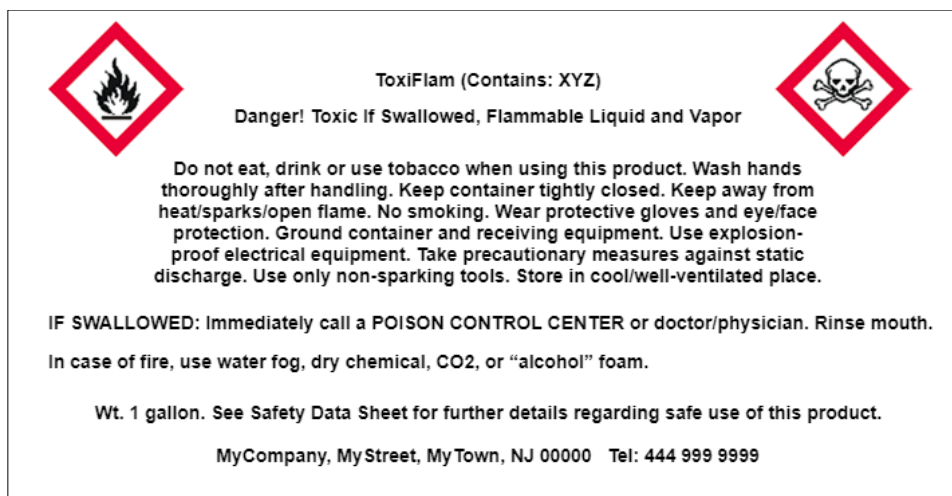 ToxiFlam (Contains: XYZ)
Danger! Toxic If Swallowed, Flammable Liquid and Vapor
Do not eat, drink or use tobacco when using this product. Wash hands
thoroughly after handling. Keep container tightly closed. Keep away from
heat/sparks/open flame. No smoking. Wear protective gloves and eye/face
protection. Ground container and receiving equipment. Use explosion-
proof electrical equipment. Take precautionary measures against static
discharge. Use only non-sparking tools. Store in cool/well-ventilated place.
IF SWALLOWED: Immediately call a POISON CONTROL CENTER or doctor/physician. Rinse mouth.
In case of fire, use water fog, dry chemical, CO2, or “alcohol” foam.
Wt. 1 gallon. See Safety Data Sheet for further details regarding safe use of this product.
MyCompany, MyStreet, MyTown, NJ 00000 Tel: 444 999 9999